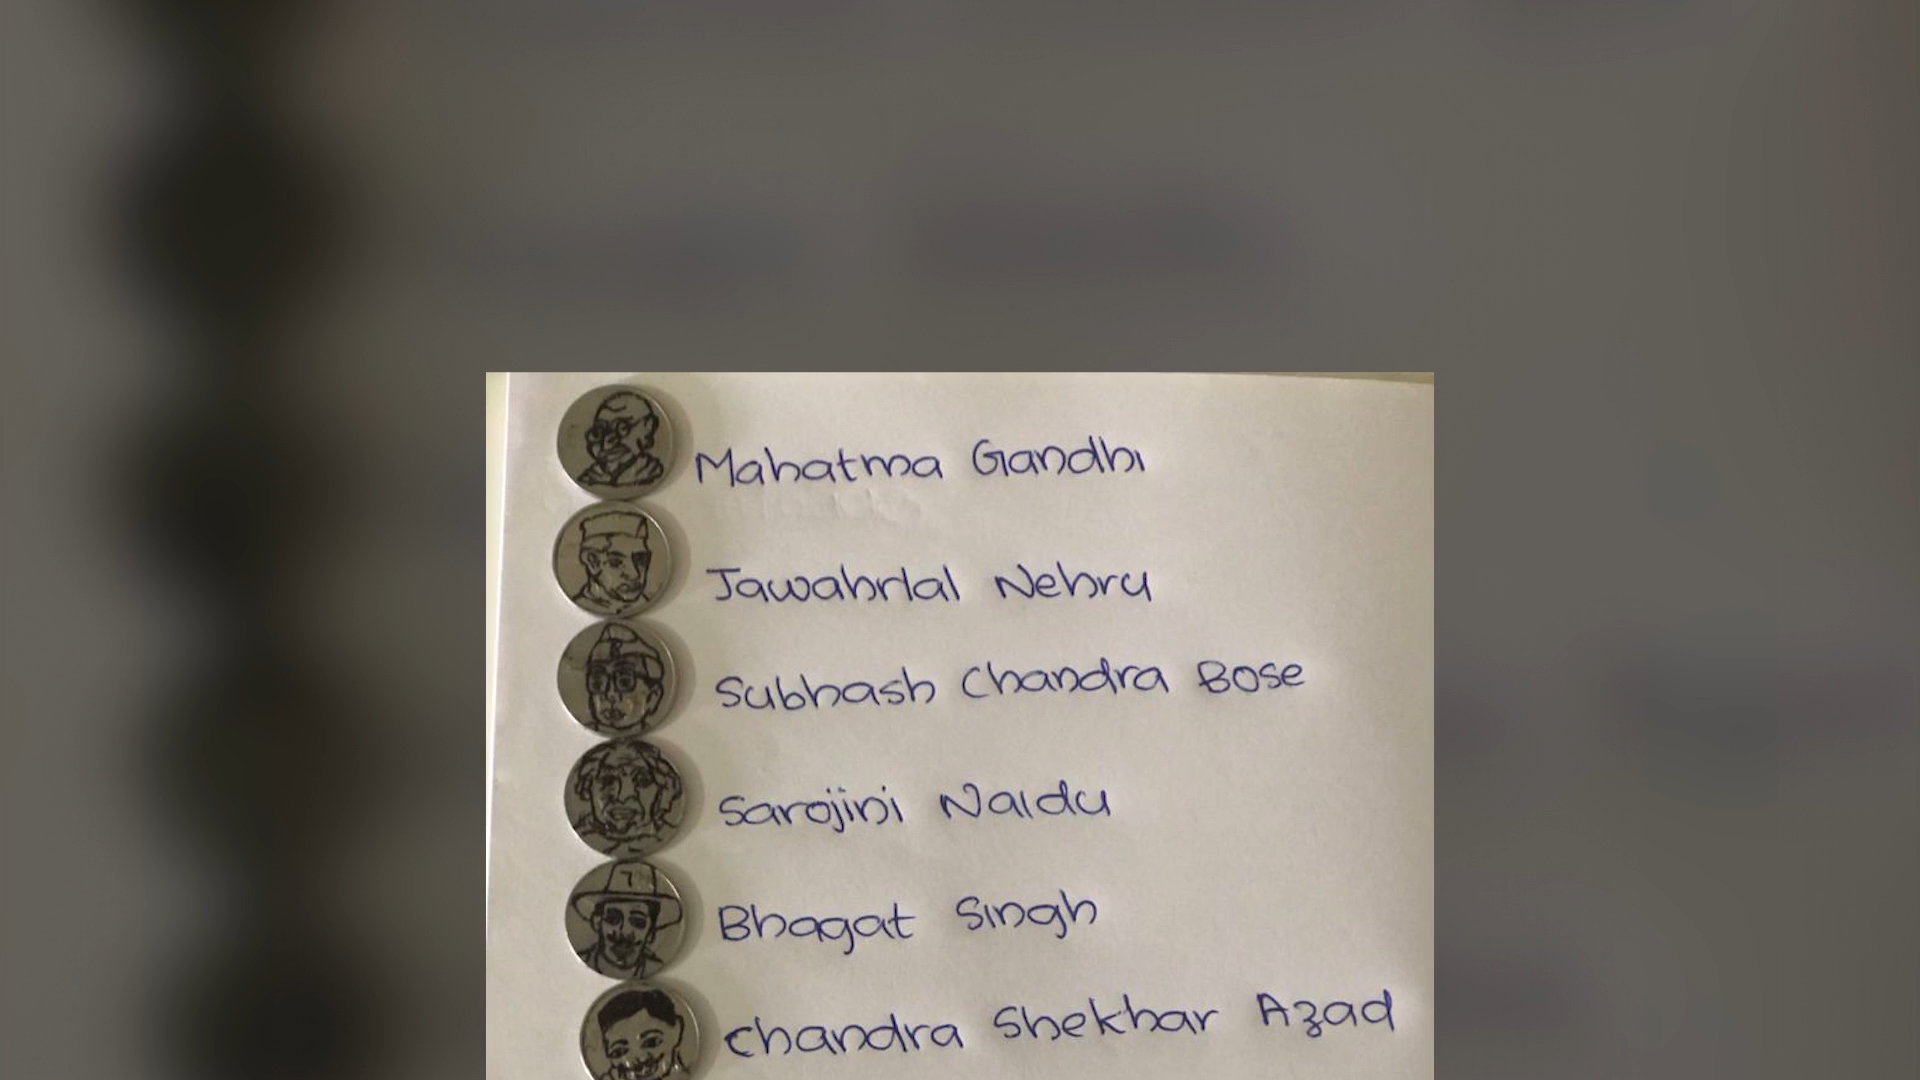 Mahatma Gandhi
Jawahrlal Nehru
Subhash Chandra Bose
Sarojini Naidu
Bhagat Singh
Chandra Shekhar Azad